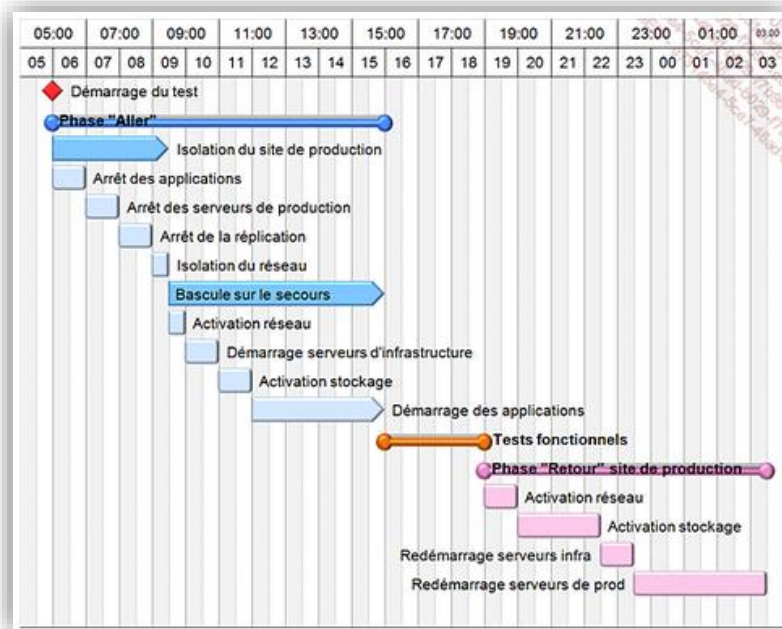 05:00 07:00 09:00 11:00 13:00 15:00 17:00 19:00 21:00 23:00 01:00 03:00
05 06 07 08 09 10 11 12 13 14 15 16 17 18 19 20 21 22 23 00 01 02 03
Démarrage du test
Phase "Aller"
Isolation du site de production
Arrêt des applications
Arrêt des serveurs de production
Arrêt de la réplication
Isolation du réseau
Bascule sur le secours
Activation réseau
Démarrage serveurs d'infrastructure
Activation stockage
Démarrage des applications
Tests fonctionnels
Phase "Retour" site de production
Activation réseau
Activation stockage
Redémarrage serveurs infra
Redémarrage serveurs de prod